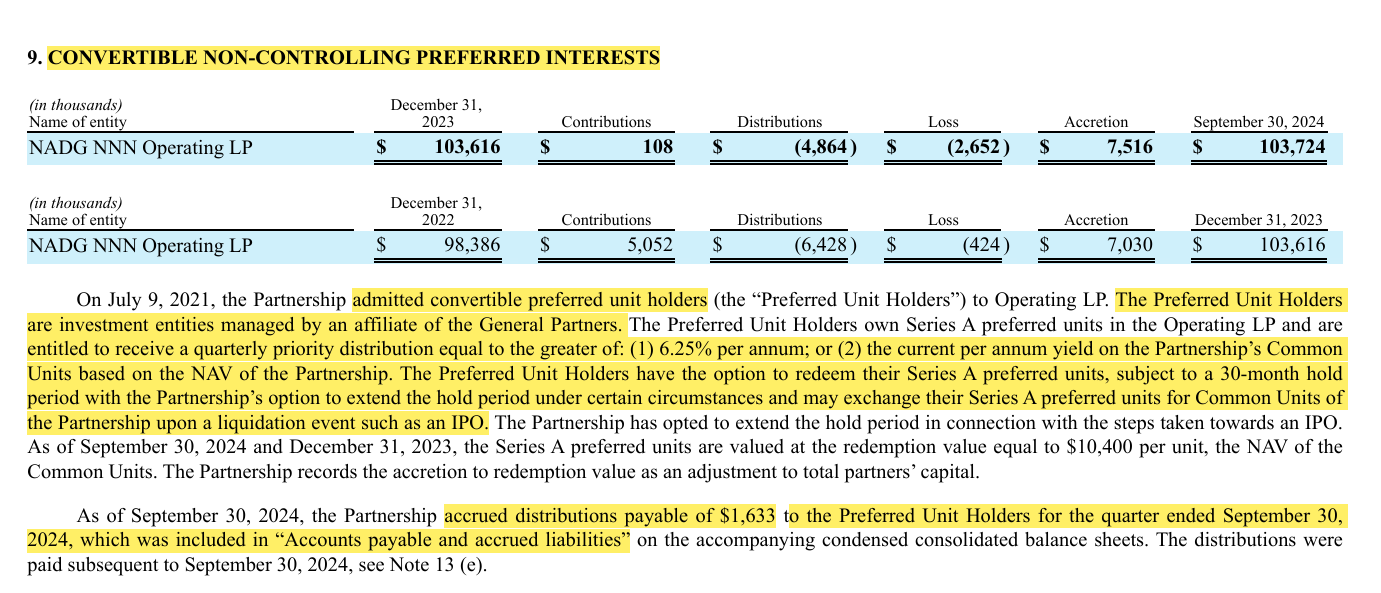 9. CONVERTIBLE NON-CONTROLLING PREFERRED INTERESTS
(in thousands)
Name of entity December 31, 2023 Contributions Distributions Loss Accretion September 30, 2024
NADG NNN Operating LP $ 103,616 $ 108 $ (4,864) $ (2,652) $ 7,516 $ 103,724
(in thousands)
Name of entity December 31, 2022 Contributions Distributions Loss Accretion December 31, 2023
NADG NNN Operating LP $ 98,386 $ 5,052 $ (6,428) $ (424) $ 7,030 $ 103,616
On July 9, 2021, the Partnership admitted convertible preferred unit holders (the “Preferred Unit Holders”) to Operating LP. The Preferred Unit Holders
are investment entities managed by an affiliate of the General Partners. The Preferred Unit Holders own Series A preferred units in the Operating LP and are
entitled to receive a quarterly priority distribution equal to the greater of: (1) 6.25% per annum; or (2) the current per annum yield on the Partnership’s Common
Units based on the NAV of the Partnership. The Preferred Unit Holders have the option to redeem their Series A preferred units, subject to a 30-month hold
period with the Partnership’s option to extend the hold period under certain circumstances and may exchange their Series A preferred units for Common Units of
the Partnership upon a liquidation event such as an IPO. The Partnership has opted to extend the hold period in connection with the steps taken towards an IPO.
As of September 30, 2024 and December 31, 2023, the Series A preferred units are valued at the redemption value equal to $10,400 per unit, the NAV of the
Common Units. The Partnership records the accretion to redemption value as an adjustment to total partners’ capital.
As of September 30, 2024, the Partnership accrued distributions payable of $1,633 to the Preferred Unit Holders for the quarter ended September 30,
2024, which was included in “Accounts payable and accrued liabilities” on the accompanying condensed consolidated balance sheets. The distributions were
paid subsequent to September 30, 2024, see Note 13 (e).